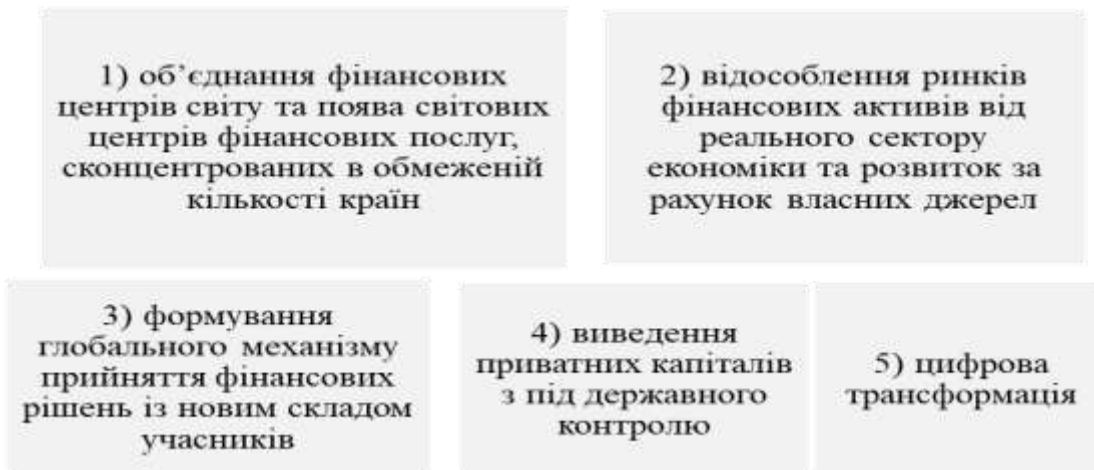 1) об’єднання фінансових
центрів світу та поява світових
центрів фінансових послуг,
сконцентрованих в обмеженій
кількості країн
2) відособлення ринків
фінансових активів від
реального сектору
економіки та розвиток за
рахунок власних джерел
3) формування
глобального механізму
прийняття фінансових
рішень із новим складом
учасників
4) виведення
приватних капіталів
з під державного
контролю
5) цифрова
трансформація